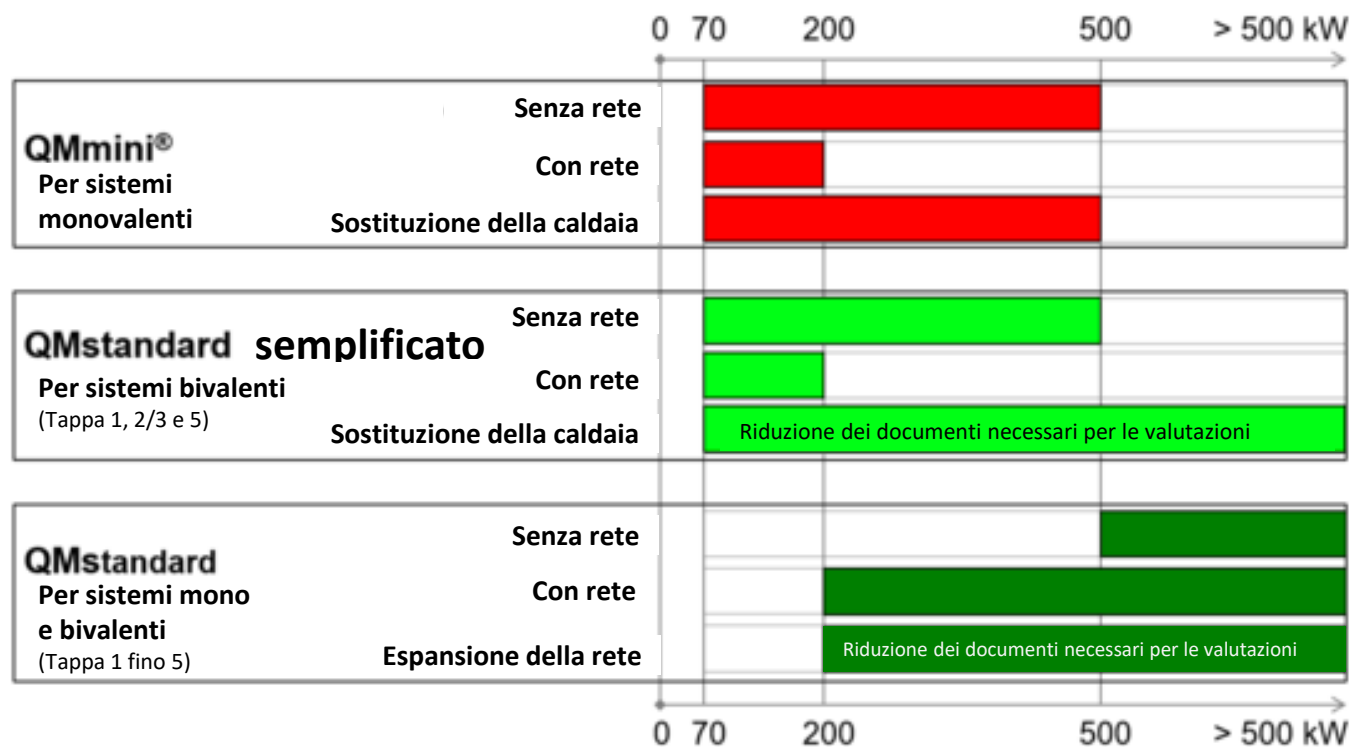 0 70 200 500 > 500 kW
Senza rete
QMmini®
Con rete
Per sistemi
monovalenti
Sostituzione della caldaia
Senza rete
QMstandard semplificato
Per sistemi bivalenti
Con rete
(Tappa 1, 2/3 e 5)
Sostituzione della caldaia
Riduzione dei documenti necessari per le valutazioni
Senza rete
QMstandard
Per sistemi mono
Con rete
e bivalenti
(Tappa 1 fino 5)
Espansione della rete
Riduzione dei documenti necessari per le valutazioni
0 70 200 500 > 500 kW